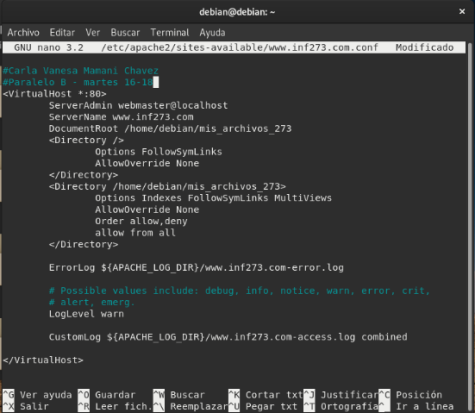 debian@debian: ~
Archivo Editar Ver Buscar Terminal Ayuda
GNU nano 3.2 /etc/apache2/sites-available/www.inf273.com.conf Modificado
#Carla Vanesa Mamani Chavez
#Paralelo B - martes 16-18
<VirtualHost *:80>
ServerAdmin webmaster@localhost
ServerName www.inf273.com
DocumentRoot /home/debian/mis_archivos_273
<Directory />
Options FollowSymLinks
AllowOverride None
</Directory>
<Directory /home/debian/mis_archivos_273>
Options Indexes FollowSymLinks MultiViews
AllowOverride None
Order allow,deny
allow from all
</Directory>
ErrorLog ${APACHE_LOG_DIR}/www.inf273.com-error.log
# Possible values include: debug, info, notice, warn, error, crit,
# alert, emerg.
LogLevel warn
CustomLog ${APACHE_LOG_DIR}/www.inf273.com-access.log combined
</VirtualHost>
^G Ver ayuda ^O Guardar ^W Buscar ^K Cortar txt ^J Justificar ^C Posición
^X Salir ^R Leer fich. ^\ Reemplazar ^U Pegar txt ^T Ortografía ^_ Ir a línea